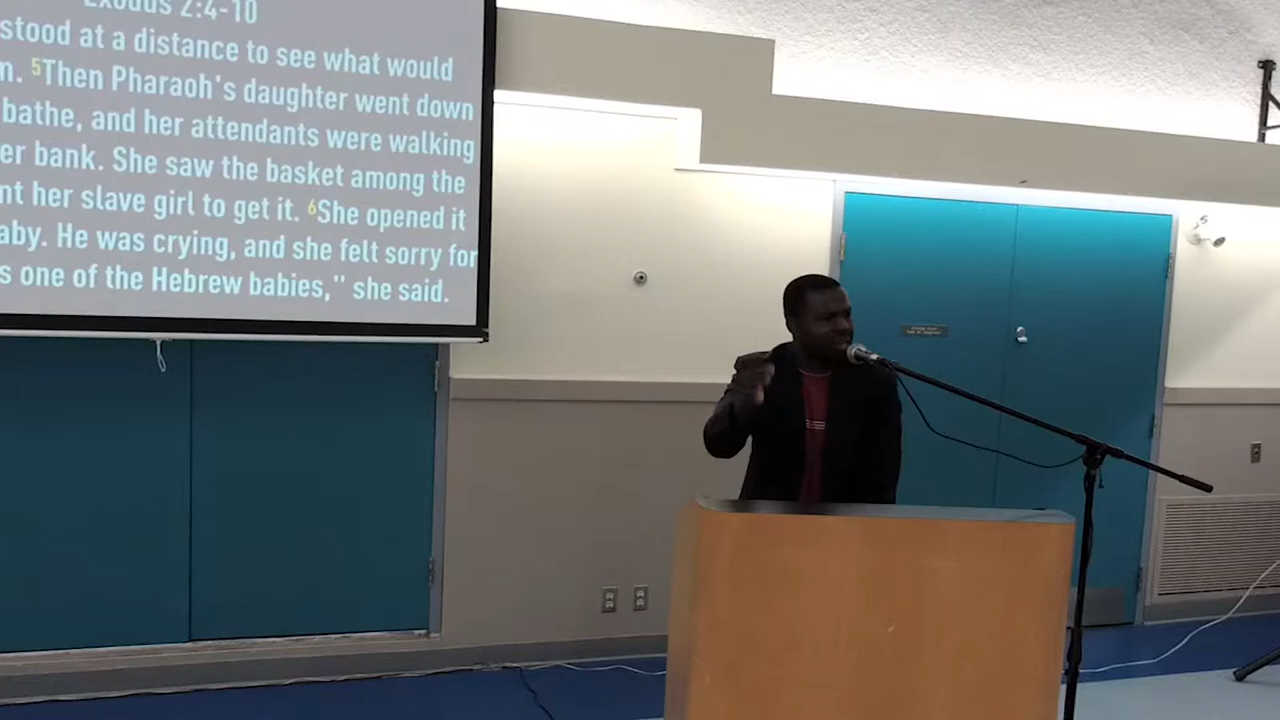 Exodus 2:4-10
stood at a distance to see what would
m. 5Then Pharaoh's daughter went down
bathe, and her attendants were walking
er bank. She saw the basket among the
nt her slave girl to get it. 6She opened it
aby. He was crying, and she felt sorry for
s one of the Hebrew babies," she said.